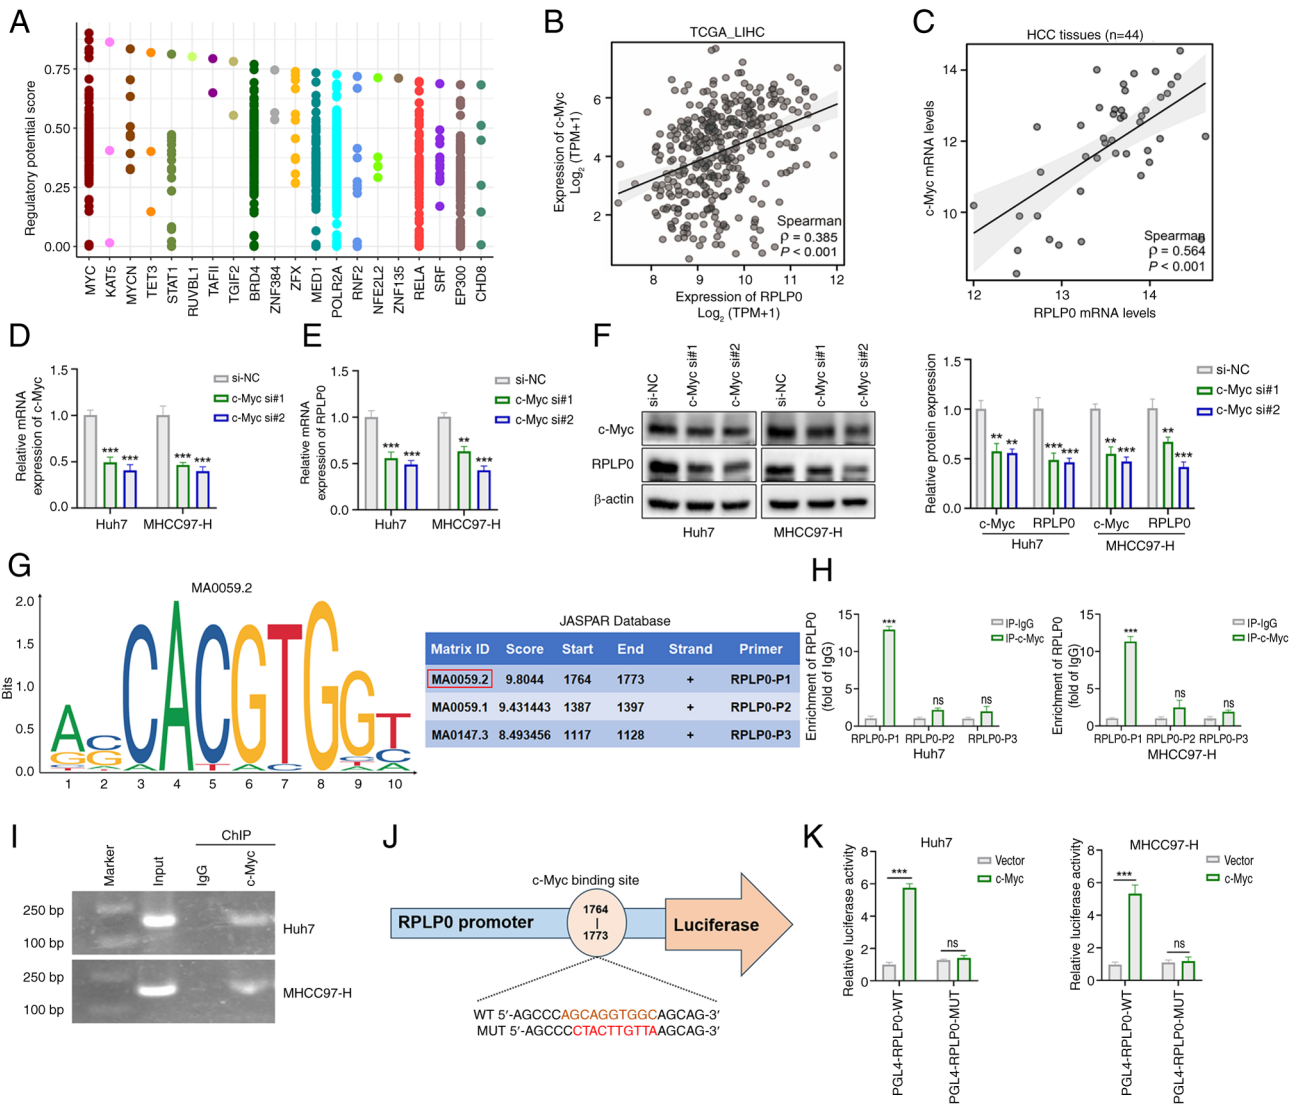 A
Regulatory potential score
0.75
0.50
0.25
0.00
MYC
KAT5
MYCN
TET3
STAT1
RUVBL1
TAFII
TGIF2
BRD4
ZNF384
ZFX
MED1
POLR2A
RNF2
NFE2L2
ZNF135
RELA
SRF
EP300
CHD8
B
TCGA_LIHC
Expression of c-Myc
Log2 (TPM+1)
6
4
2
Spearman
ρ = 0.385
P < 0.001
8 9 10 11 12
Expression of RPLP0
Log2 (TPM+1)
C
HCC tissues (n=44)
c-Myc mRNA levels
14
12
10
Spearman
ρ = 0.564
P < 0.001
12 13 14
RPLP0 mRNA levels
D
Relative mRNA
expression of c-Myc
1.5
1.0
0.5
0.0
*** *** *** ***
Huh7 MHCC97-H
si-NC
c-Myc si#1
c-Myc si#2
E
Relative mRNA
expression of RPLP0
1.5
1.0
0.5
0.0
*** *** ** ***
Huh7 MHCC97-H
si-NC
c-Myc si#1
c-Myc si#2
F
si-NC c-Myc si#1 c-Myc si#2 si-NC c-Myc si#1 c-Myc si#2
c-Myc
RPLP0
β-actin
Huh7 MHCC97-H
Relative protein expression
1.5
1.0
0.5
0.0
** ** *** *** ** *** ** ***
c-Myc RPLP0 c-Myc RPLP0
Huh7 MHCC97-H
si-NC
c-Myc si#1
c-Myc si#2
G
MA0059.2
Bits
2.0
1.5
1.0
0.5
0.0
ACCACGTGGT
1 2 3 4 5 6 7 8 9 10
JASPAR Database
Matrix ID Score Start End Strand Primer
MA0059.2 9.8044 1764 1773 + RPLP0-P1
MA0059.1 9.431443 1387 1397 + RPLP0-P2
MA0147.3 8.493456 1117 1128 + RPLP0-P3
H
Enrichment of RPLP0
(fold of IgG)
15
10
5
0
*** ns ns
RPLP0-P1 RPLP0-P2 RPLP0-P3
Huh7
IP-IgG
IP-c-Myc
Enrichment of RPLP0
(fold of IgG)
15
10
5
0
*** ns ns
RPLP0-P1 RPLP0-P2 RPLP0-P3
MHCC97-H
IP-IgG
IP-c-Myc
I
ChIP
Marker Input IgG c-Myc
250 bp
100 bp
Huh7
250 bp
100 bp
MHCC97-H
J
c-Myc binding site
RPLP0 promoter
1764
|
1773
Luciferase
WT 5′-AGCCCAGCAGGTGGCAGCAG-3′
MUT 5′-AGCCCCTACTTGTTAAGCAG-3′
K
Huh7
Relative luciferase activity
8
6
4
2
0
*** ns
PGL4-RPLP0-WT
PGL4-RPLP0-MUT
Vector
c-Myc
MHCC97-H
Relative luciferase activity
8
6
4
2
0
*** ns
PGL4-RPLP0-WT
PGL4-RPLP0-MUT
Vector
c-Myc